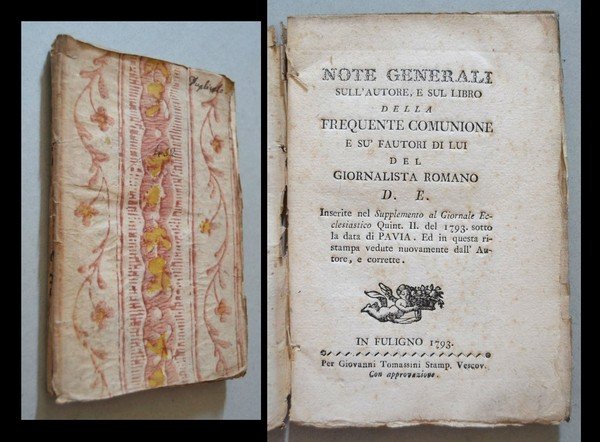 NOTE GENERALI
SULL'AUTORE, E SUL LIBRO
DELLA
FREQUENTE COMUNIONE
E SU' FAUTORI DI LUI
DEL
GIORNALISTA ROMANO
D. E.
Inserite nel Supplemento al Giornale Ec-
clesiastico Quint. II. del 1793. sotto
la data di PAVIA. Ed in questa ri-
stampa vedute nuovamente dall' Au-
tore, e corrette.
IN FULIGNO 1793.
Per Giovanni Tomassini Stamp. Vescov.
Con approvazione.